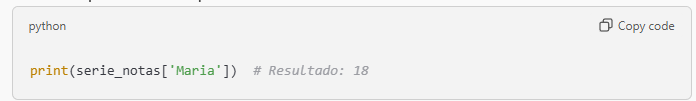 python
Copy code
print(serie_notas['Maria'])  # Resultado: 18